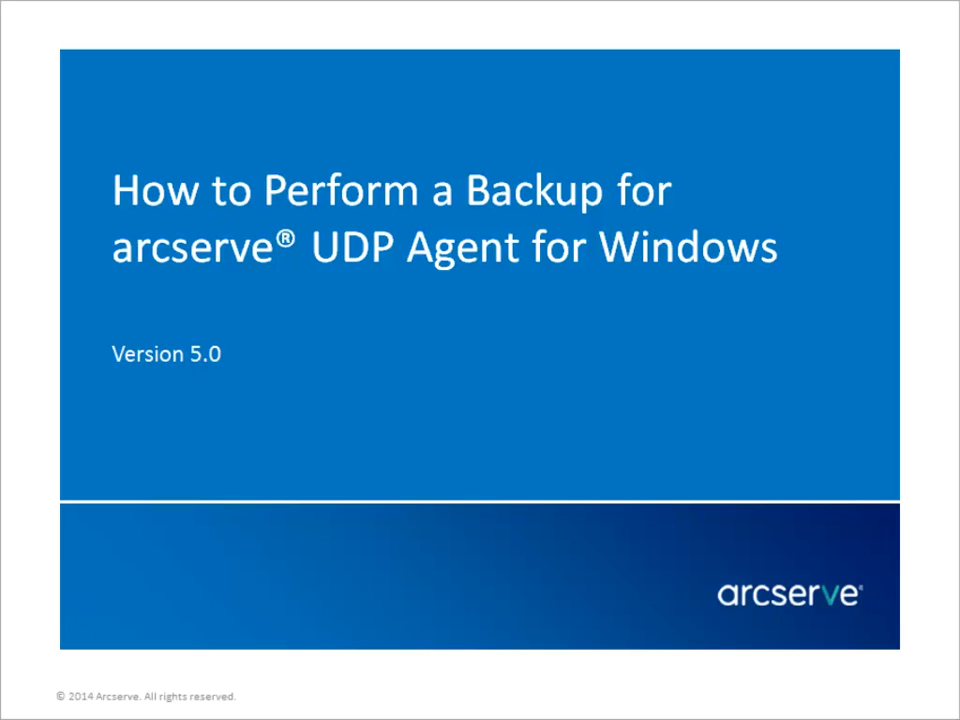 How to Perform a Backup for
arcserve® UDP Agent for Windows
Version 5.0
arcserve®
© 2014 Arcserve. All rights reserved.